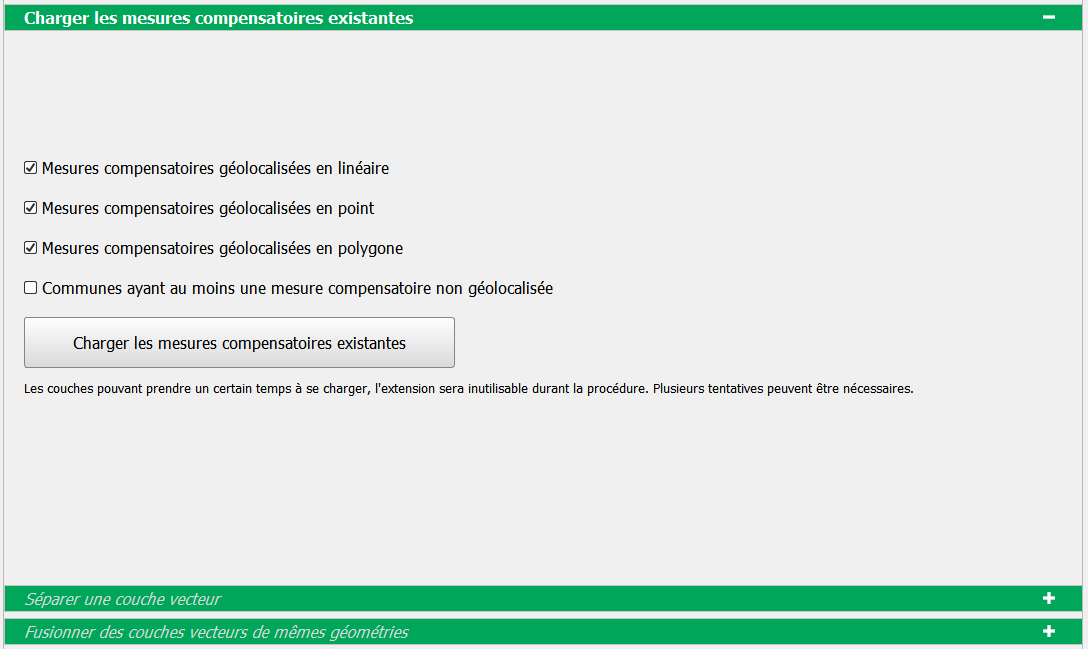 Charger les mesures compensatoires existantes
Mesures compensatoires géolocalisées en linéaire
Mesures compensatoires géolocalisées en point
Mesures compensatoires géolocalisées en polygone
Communes ayant au moins une mesure compensatoire non géolocalisée
Charger les mesures compensatoires existantes
Les couches pouvant prendre un certain temps à se charger, l'extension sera inutilisable durant la procédure. Plusieurs tentatives peuvent être nécessaires.
Séparer une couche vecteur
Fusionner des couches vecteurs de mêmes géométries